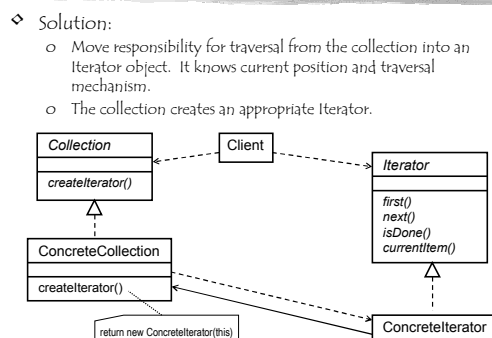 Solution:
o Move responsibility for traversal from the collection into an
Iterator object. It knows current position and traversal
mechanism.
o The collection creates an appropriate Iterator.
Collection
createIterator()
Client
Iterator
first()
next()
isDone()
currentItem()
ConcreteCollection
createIterator()
return new ConcreteIterator(this)
ConcreteIterator